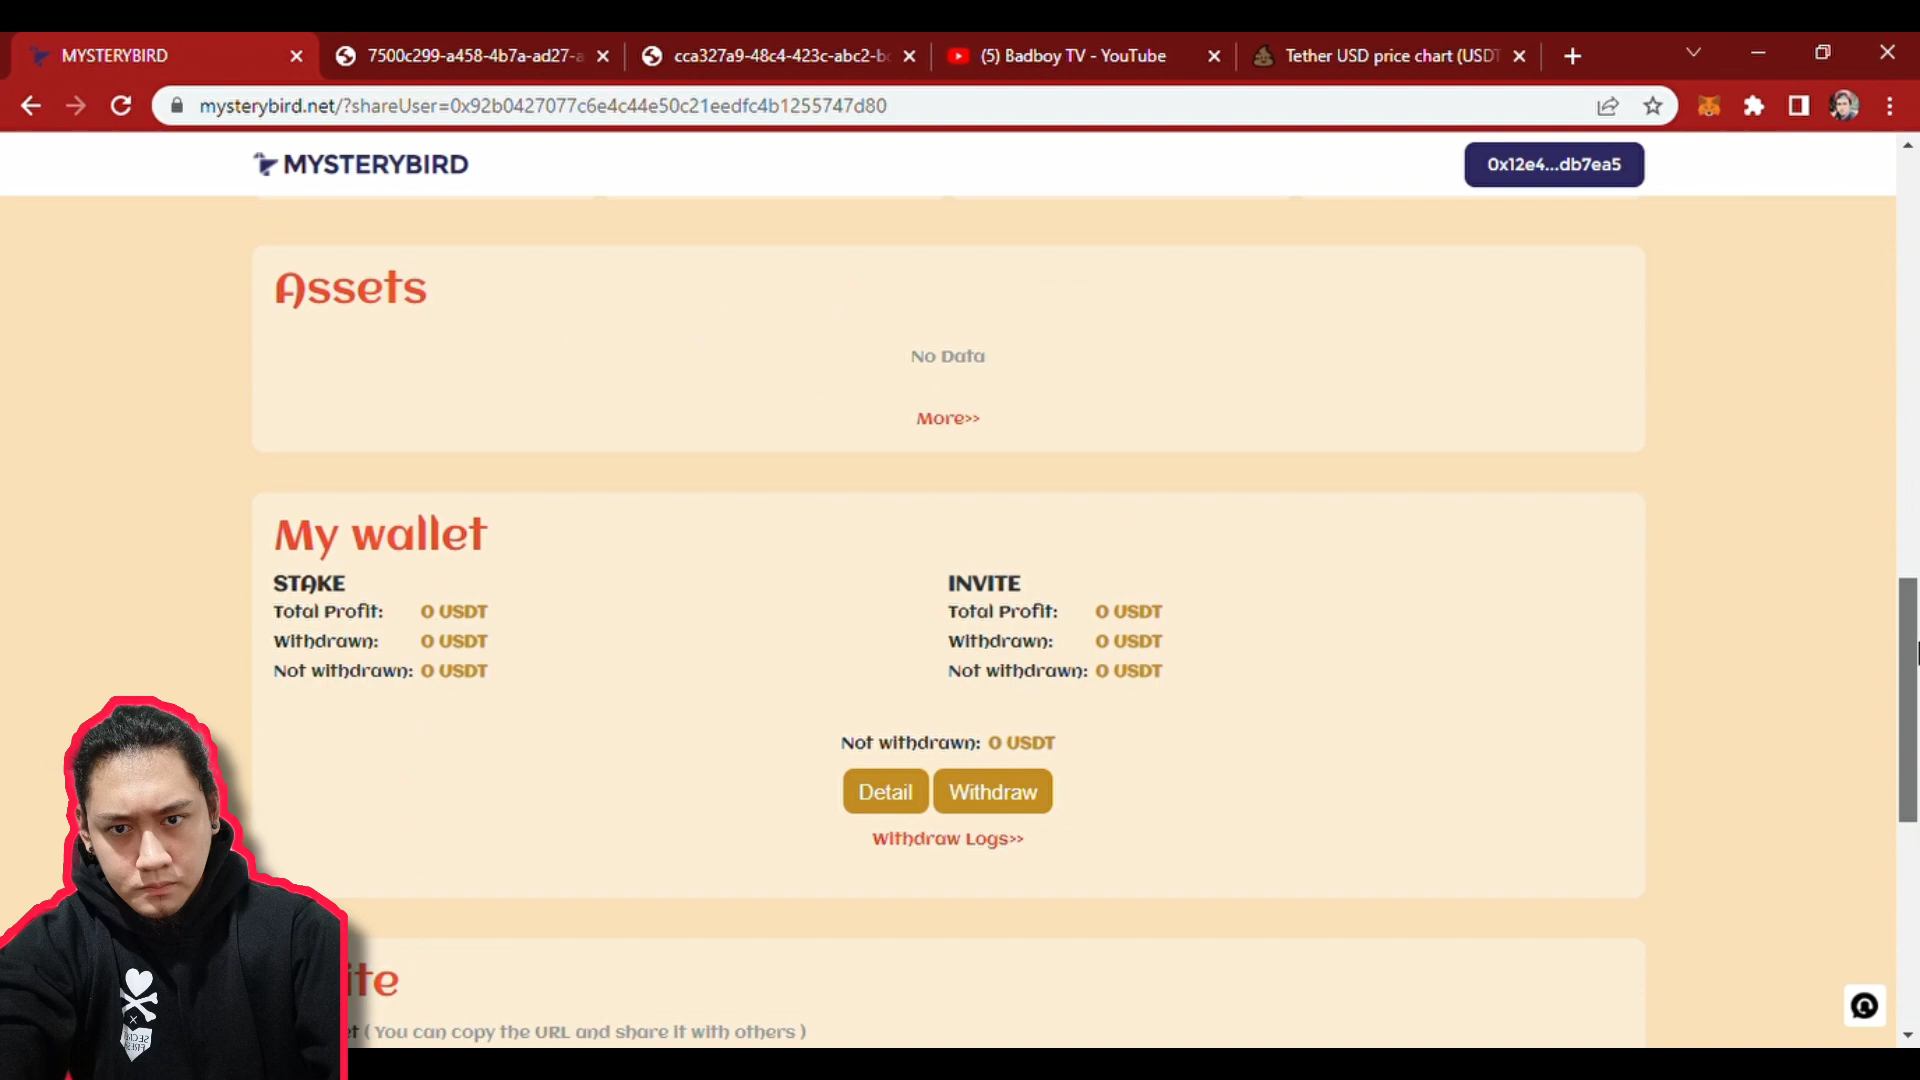 MYSTERYBIRD
7500c299-a458-4b7a-ad27-a
cca327a9-48c4-423c-abc2-bc
(5) Badboy TV - YouTube
Tether USD price chart (USDT
mysterybird.net/?shareUser=0x92b0427077c6e4c44e50c21eedfc4b1255747d80
MYSTERYBIRD
0x12e4...db7ea5
Assets
No Data
More>>
My wallet
STAKE
Total Profit: 0 USDT
Withdrawn: 0 USDT
Not withdrawn: 0 USDT
INVITE
Total Profit: 0 USDT
Withdrawn: 0 USDT
Not withdrawn: 0 USDT
Not withdrawn: 0 USDT
Detail
Withdraw
Withdraw Logs>>
ite
et ( You can copy the URL and share it with others )